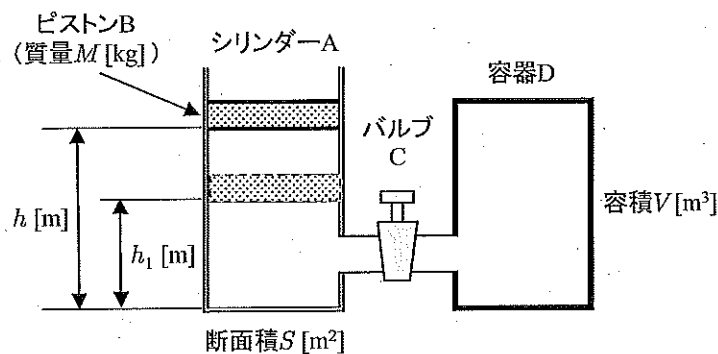 ピストンB
(質量M [kg])
シリンダーA
容器D
バルブ
C
h [m]
h₁ [m]
容積V [m³]
断面積S [m²]